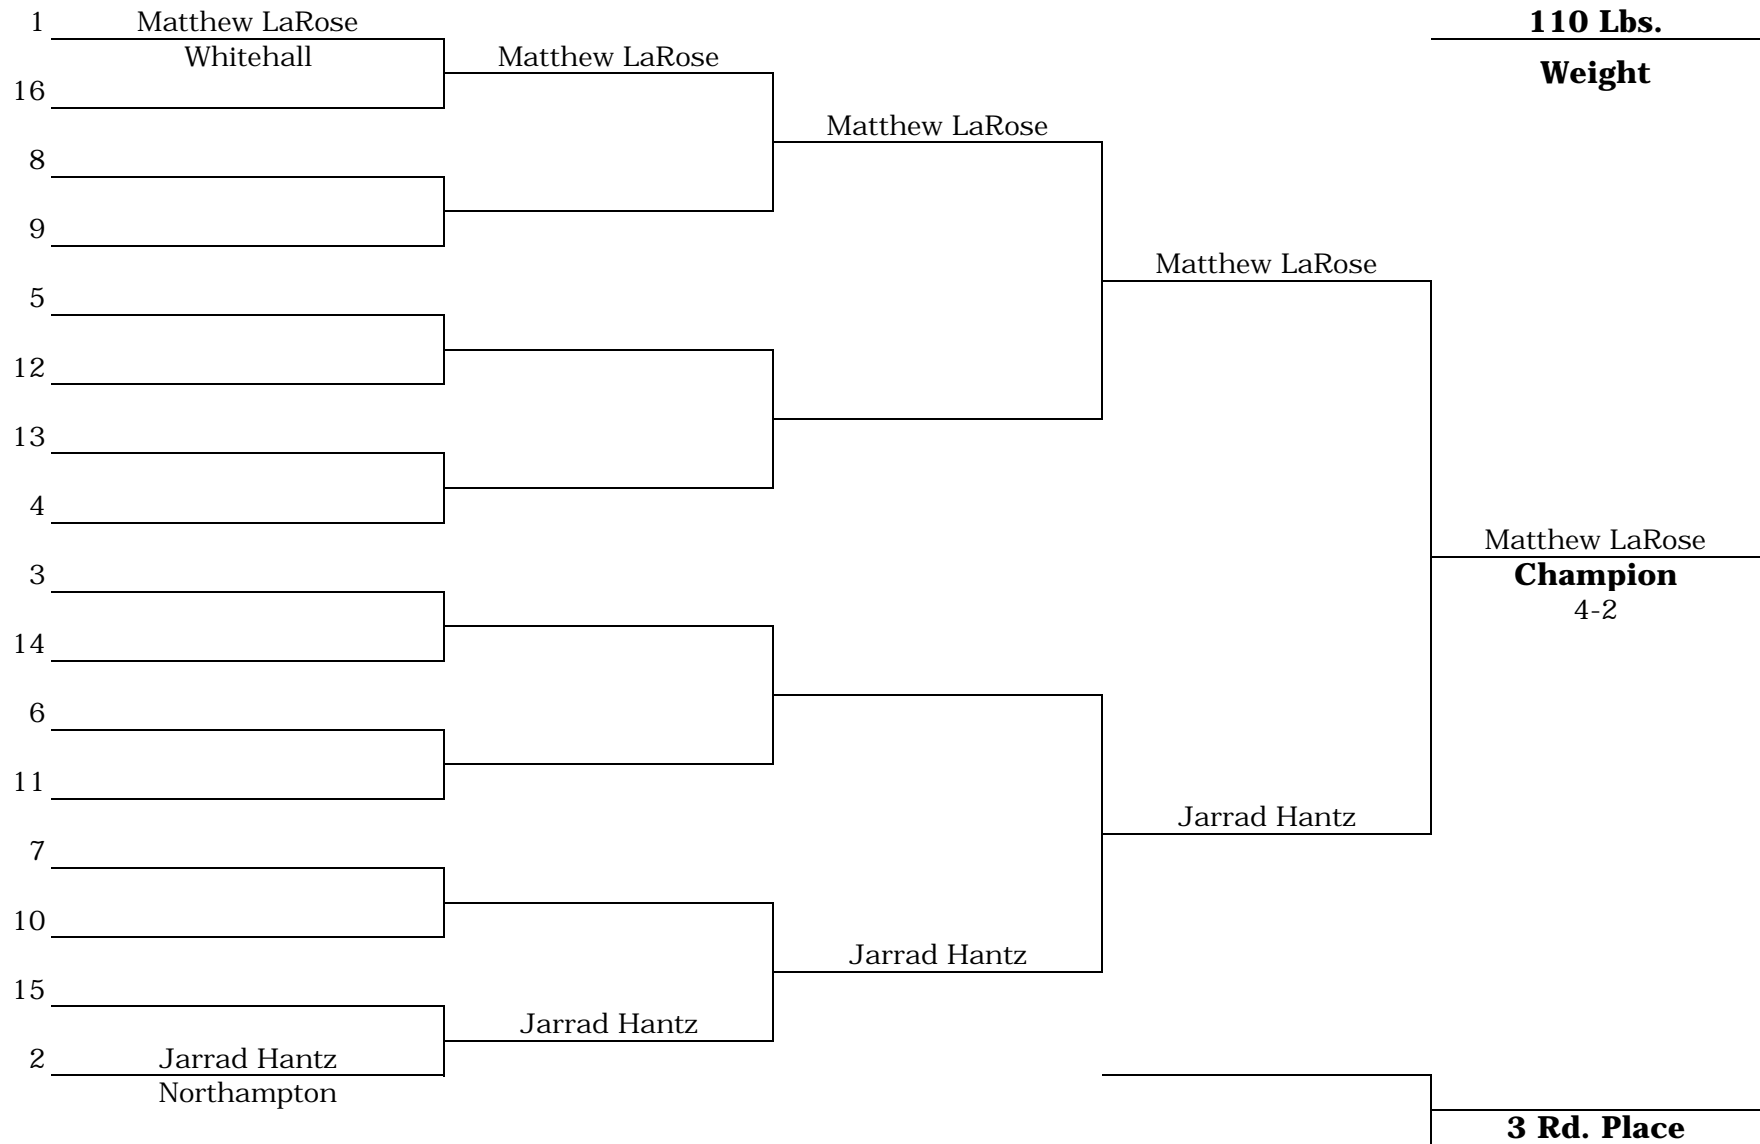 1 Matthew LaRose
Whitehall
Matthew LaRose
16
8
9
Matthew LaRose
5
12
13
4
Matthew LaRose
3
14
6
11
7
10
15
2 Jarrad Hantz
Northampton
Jarrad Hantz
Jarrad Hantz
Jarrad Hantz
110 Lbs.
Weight
Matthew LaRose
Champion
4-2
3 Rd. Place